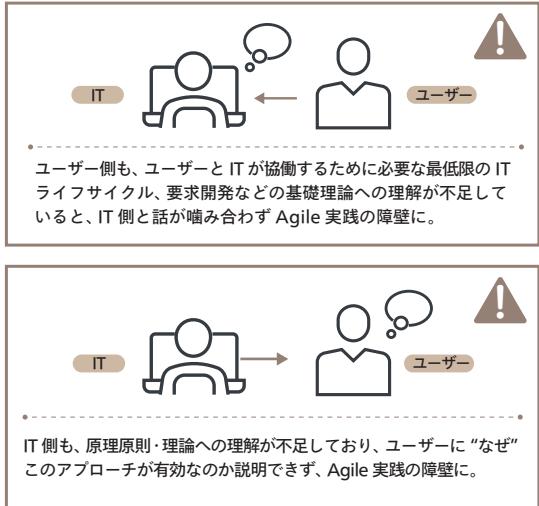 IT
ユーザー
ユーザー側も、ユーザーと IT が協働するために必要な最低限の IT
ライフサイクル、要求開発などの基礎理論への理解が不足して
いると、IT 側と話が噛み合わず Agile 実践の障壁に。
IT
ユーザー
IT 側も、原理原則・理論への理解が不足しており、ユーザーに “なぜ”
このアプローチが有効なのか説明できず、Agile 実践の障壁に。